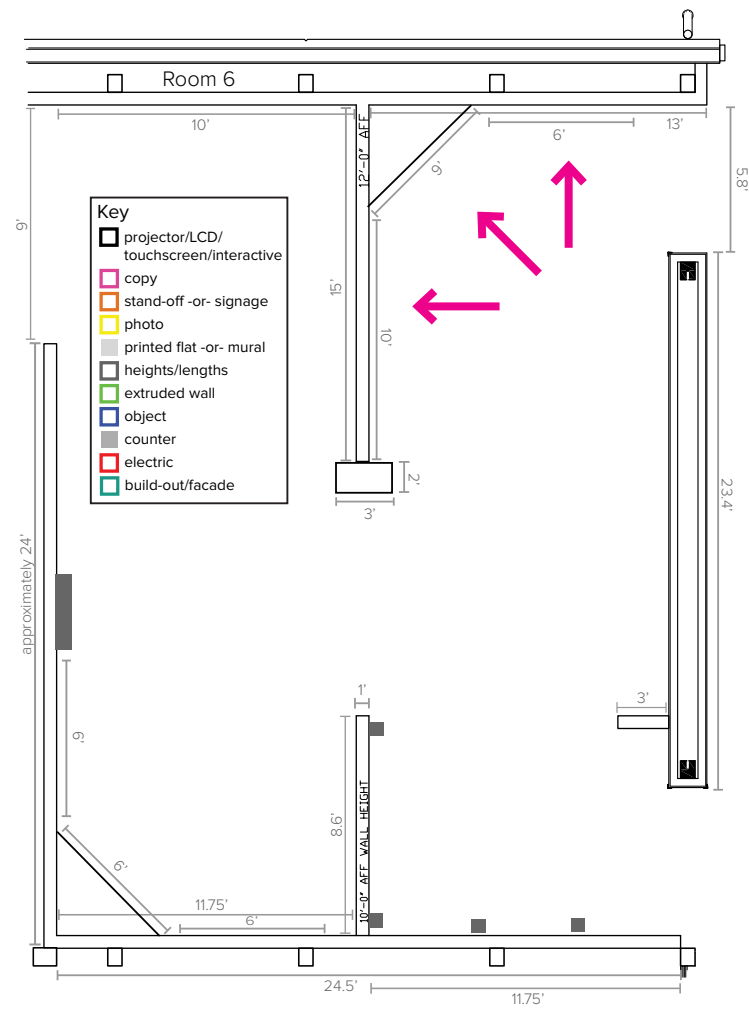 Room 6
10'
12'-0" AFF
9'
6'
13'
5.8'
9'
Key
projector/LCD/
touchscreen/interactive
copy
stand-off -or- signage
photo
printed flat -or- mural
heights/lengths
extruded wall
object
counter
electric
build-out/facade
15'
10'
2'
3'
23.4'
approximately 24'
1'
3'
6'
8.6'
10'-0" AFF WALL HEIGHT
6'
11.75'
6'
24.5'
11.75'